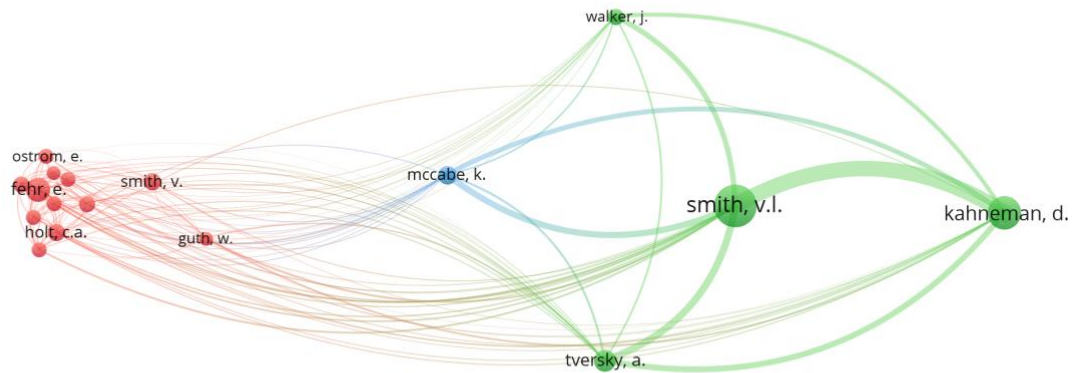 walker, j.
ostrom, e.
mccabe, k.
smith, v.
fehr, e.
smith, v.l.
kahneman, d.
holt, c.a.
guth, w.
tversky, a.